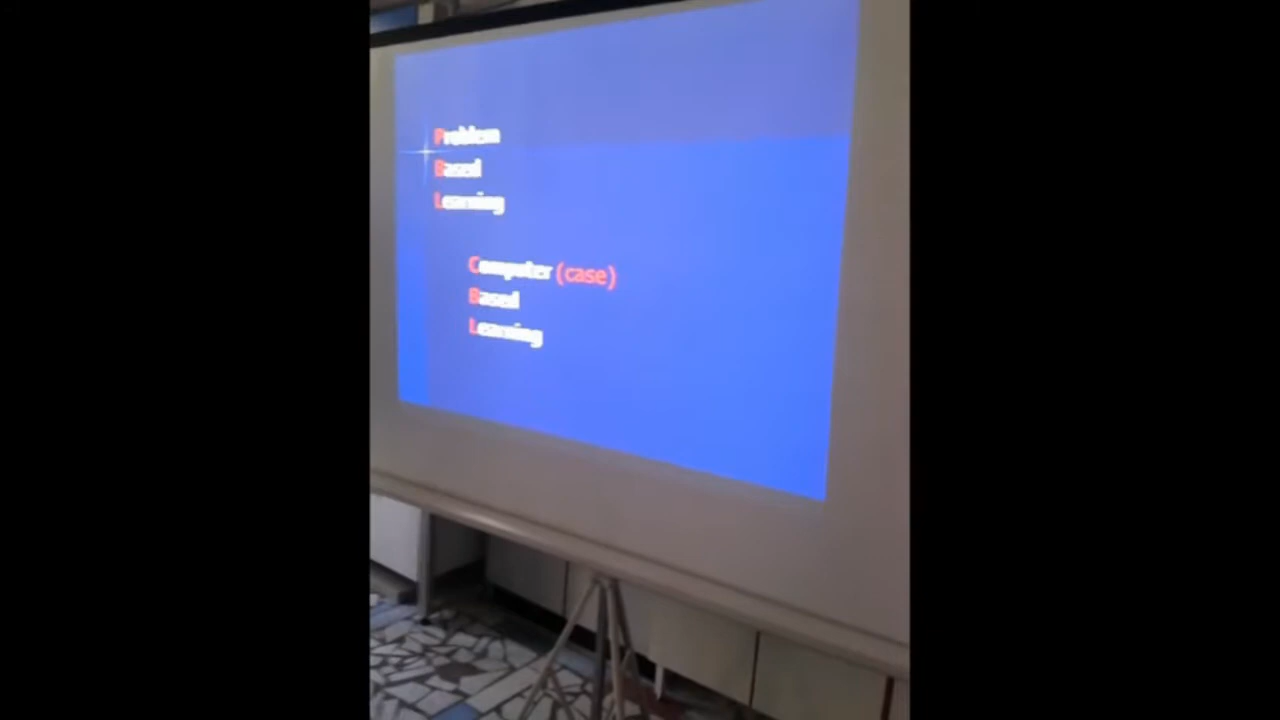 Problem
Based
Learning
Computer (case)
Based
Learning